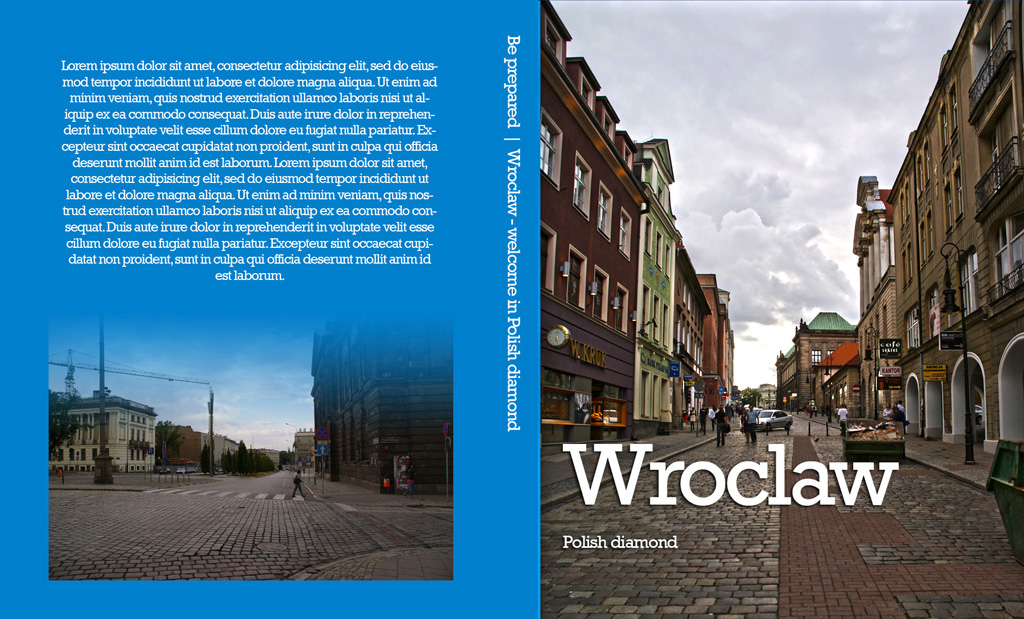 Lorem ipsum dolor sit amet, consectetur adipisicing elit, sed do eius-
mod tempor incididunt ut labore et dolore magna aliqua. Ut enim ad
minim veniam, quis nostrud exercitation ullamco laboris nisi ut al-
iquip ex ea commodo consequat. Duis aute irure dolor in reprehen-
derit in voluptate velit esse cillum dolore eu fugiat nulla pariatur. Ex-
cepteur sint occaecat cupidatat non proident, sunt in culpa qui officia
deserunt mollit anim id est laborum. Lorem ipsum dolor sit amet,
consectetur adipisicing elit, sed do eiusmod tempor incididunt ut
labore et dolore magna aliqua. Ut enim ad minim veniam, quis nos-
trud exercitation ullamco laboris nisi ut aliquip ex ea commodo con-
sequat. Duis aute irure dolor in reprehenderit in voluptate velit esse
cillum dolore eu fugiat nulla pariatur. Excepteur sint occaecat cupi-
datat non proident, sunt in culpa qui officia deserunt mollit anim id
est laborum.
Be prepared | Wroclaw - welcome in Polish diamond
W.KRUK
café
KANTOR
Wroclaw
Polish diamond